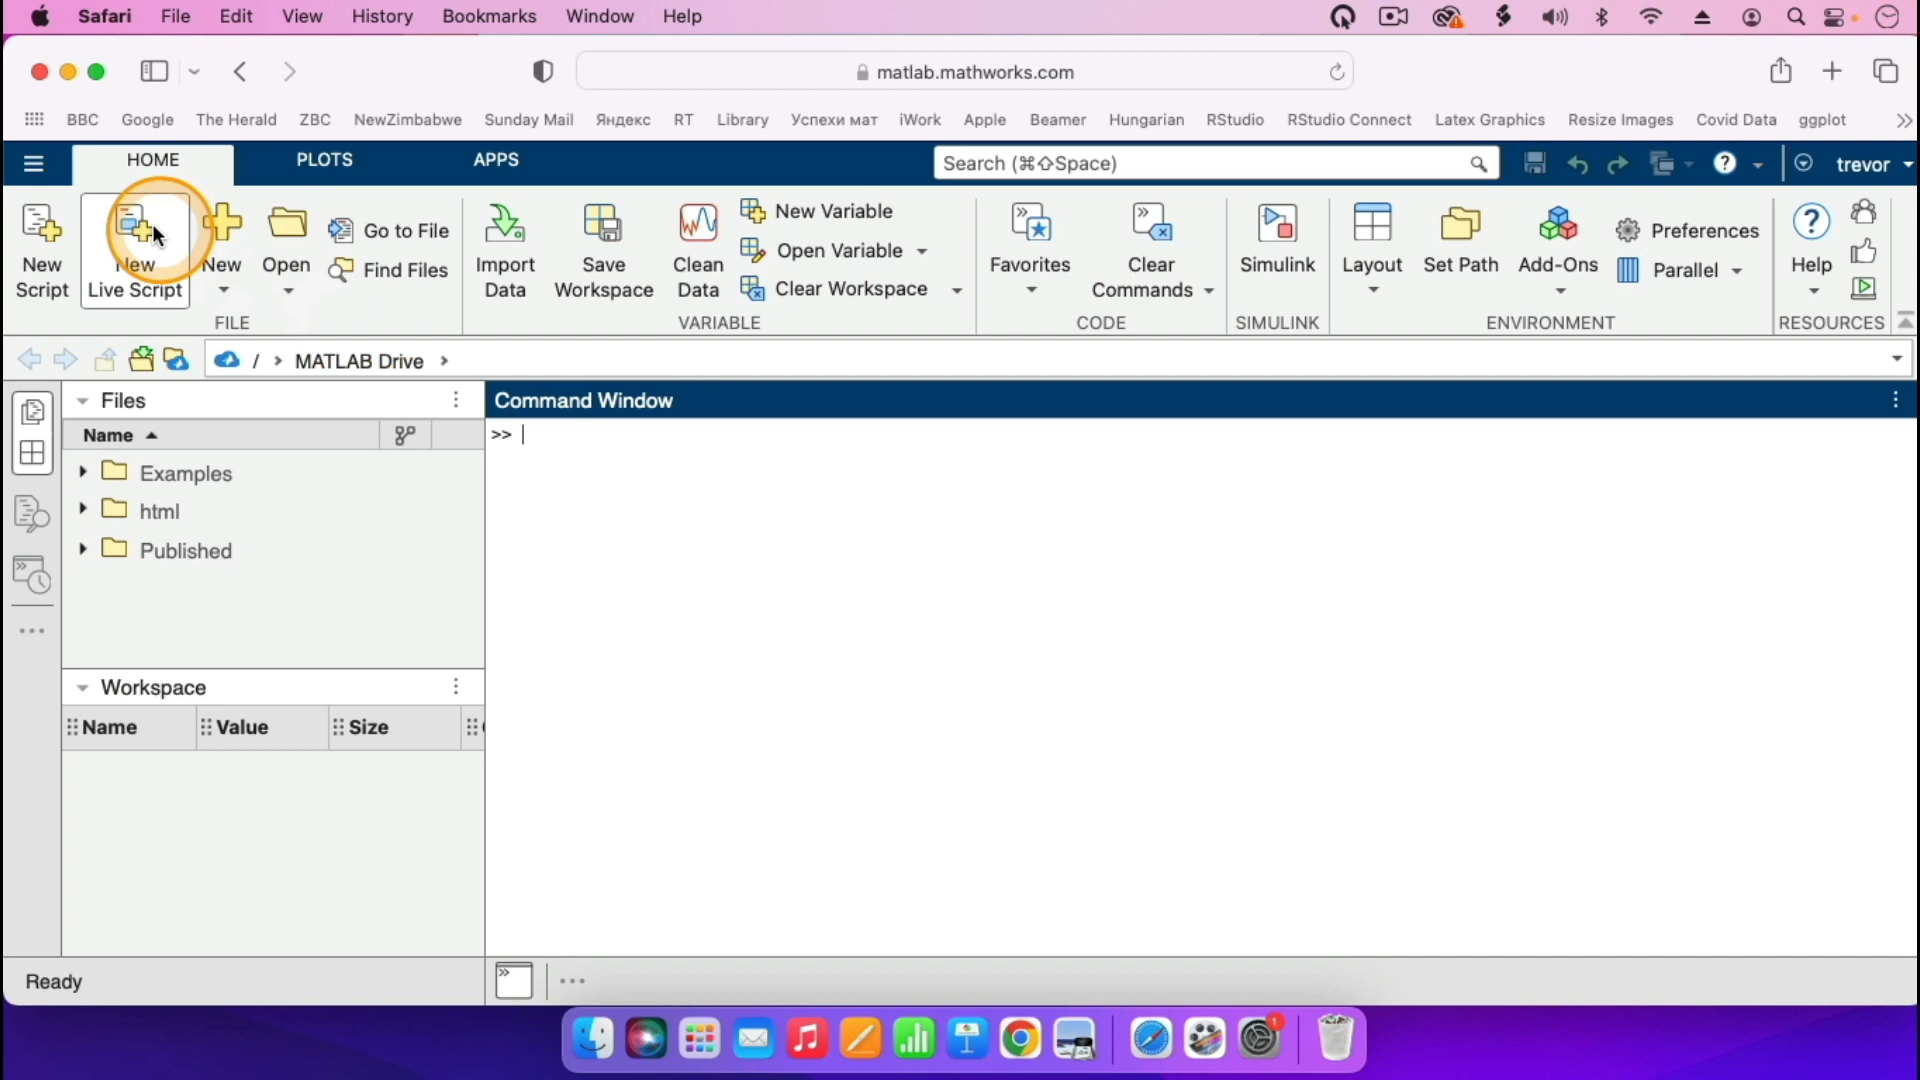 Safari File Edit View History Bookmarks Window Help
matlab.mathworks.com
BBC Google The Herald ZBC NewZimbabwe Sunday Mail Яндекс RT Library Успехи мат iWork Apple Beamer Hungarian RStudio RStudio Connect Latex Graphics Resize Images Covid Data ggplot
HOME PLOTS APPS Search (⌘⇧Space) trevor
New Script
New Live Script
New
Open
Go to File
Find Files
FILE
Import Data
Save Workspace
Clean Data
New Variable
Open Variable
Clear Workspace
VARIABLE
Favorites
Clear Commands
CODE
Simulink
SIMULINK
Layout
Set Path
Add-Ons
Preferences
Parallel
ENVIRONMENT
Help
RESOURCES
/ > MATLAB Drive >
Files
Name
Examples
html
Published
Workspace
Name Value Size
Command Window
>>
Ready
1